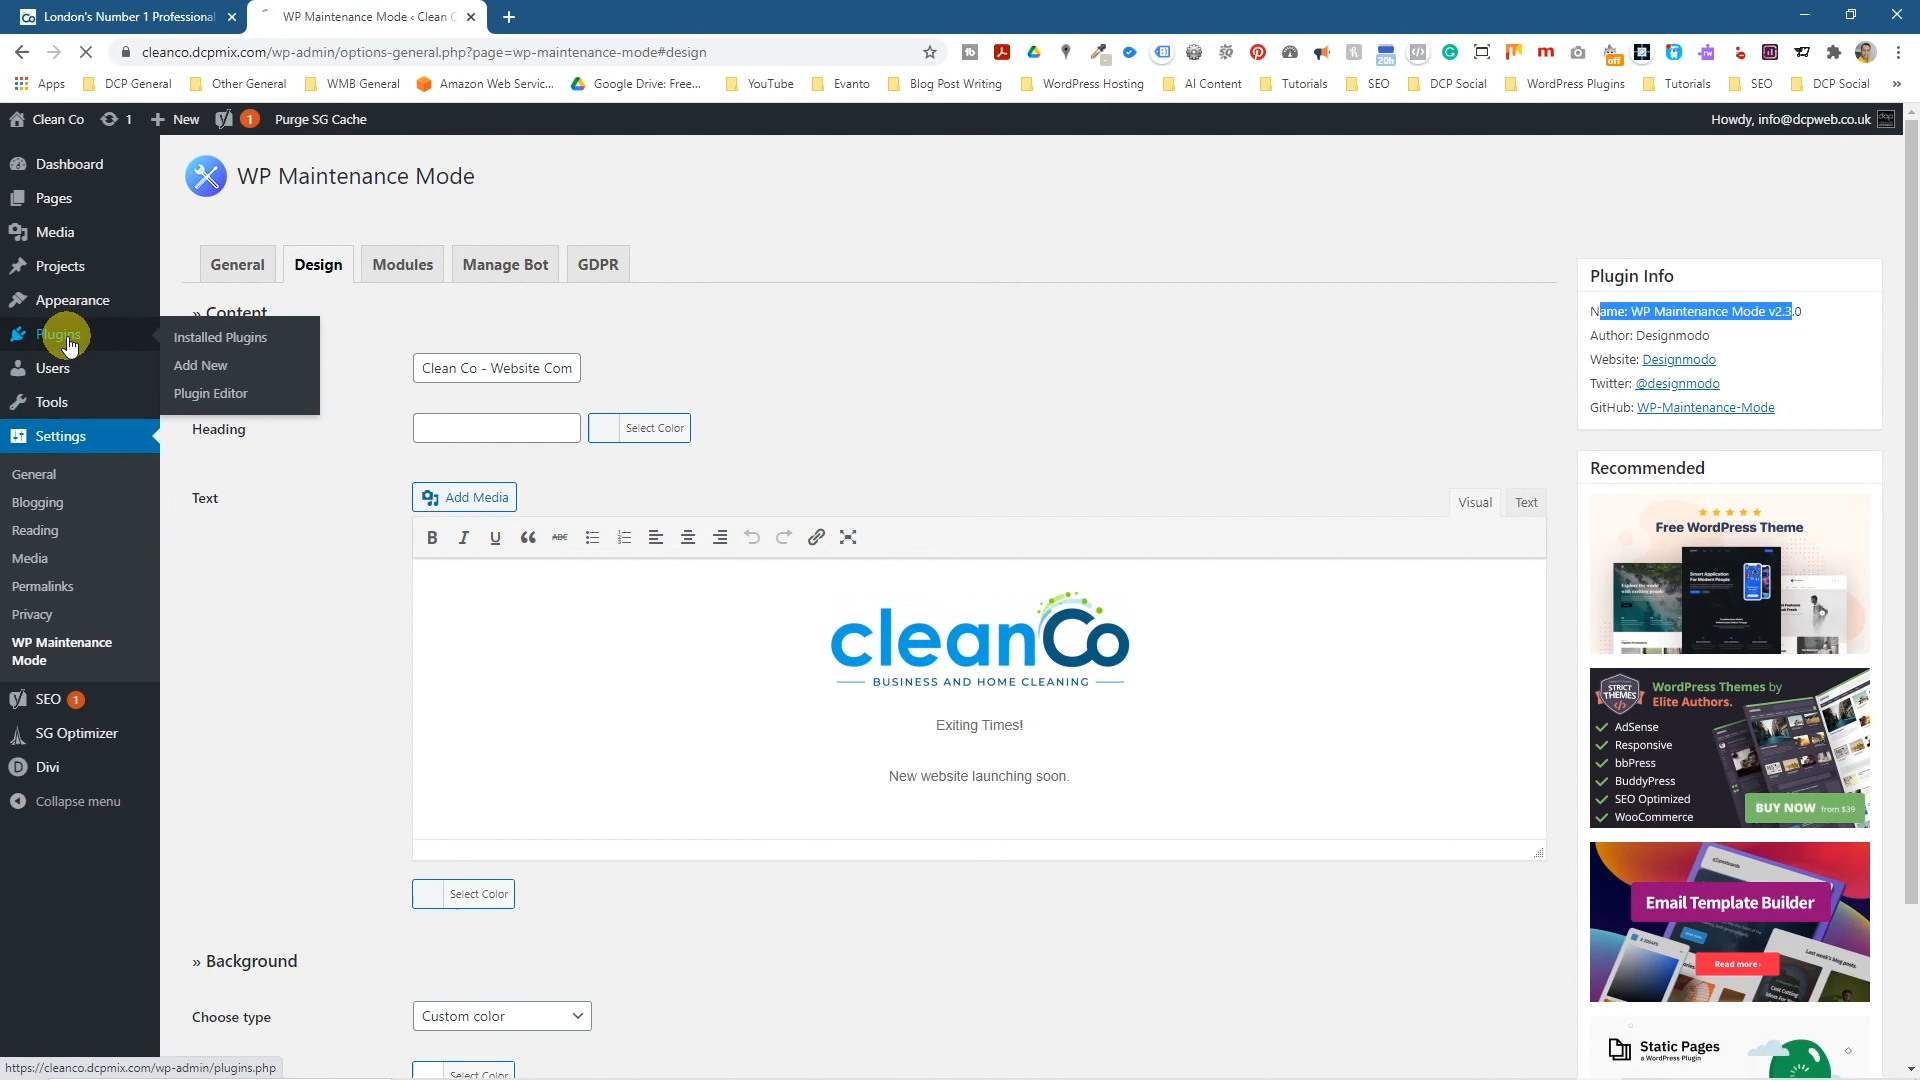 London's Number 1 Professional
WP Maintenance Mode ‹ Clean C
cleanco.dcpmix.com/wp-admin/options-general.php?page=wp-maintenance-mode#design
20h
off
Apps
DCP General
Other General
WMB General
Amazon Web Servic...
Google Drive: Free...
YouTube
Evanto
Blog Post Writing
WordPress Hosting
AI Content
Tutorials
SEO
DCP Social
WordPress Plugins
Tutorials
SEO
DCP Social
»
Clean Co
1
New
1
Purge SG Cache
Howdy, info@dcpweb.co.uk
Dashboard
Pages
Media
Projects
Appearance
Plugins
Users
Tools
Settings
General
Blogging
Reading
Media
Permalinks
Privacy
WP Maintenance
Mode
SEO 1
SG Optimizer
Divi
Collapse menu
Installed Plugins
Add New
Plugin Editor
WP Maintenance Mode
General
Design
Modules
Manage Bot
GDPR
» Content
Clean Co - Website Com
Heading
Select Color
Text
Add Media
Visual
Text
B I U ABC
cleanCo
BUSINESS AND HOME CLEANING
Exiting Times!
New website launching soon.
Select Color
» Background
Choose type
Custom color
Select Color
Plugin Info
Name: WP Maintenance Mode v2.3.0
Author: Designmodo
Website: Designmodo
Twitter: @designmodo
GitHub: WP-Maintenance-Mode
Recommended
Free WordPress Theme
STRICT
THEMES
WordPress Themes by
Elite Authors.
AdSense
Responsive
bbPress
BuddyPress
SEO Optimized
WooCommerce
BUY NOW from $39
Email Template Builder
Read more›
Static Pages
a WordPress Plugin
https://cleanco.dcpmix.com/wp-admin/plugins.php